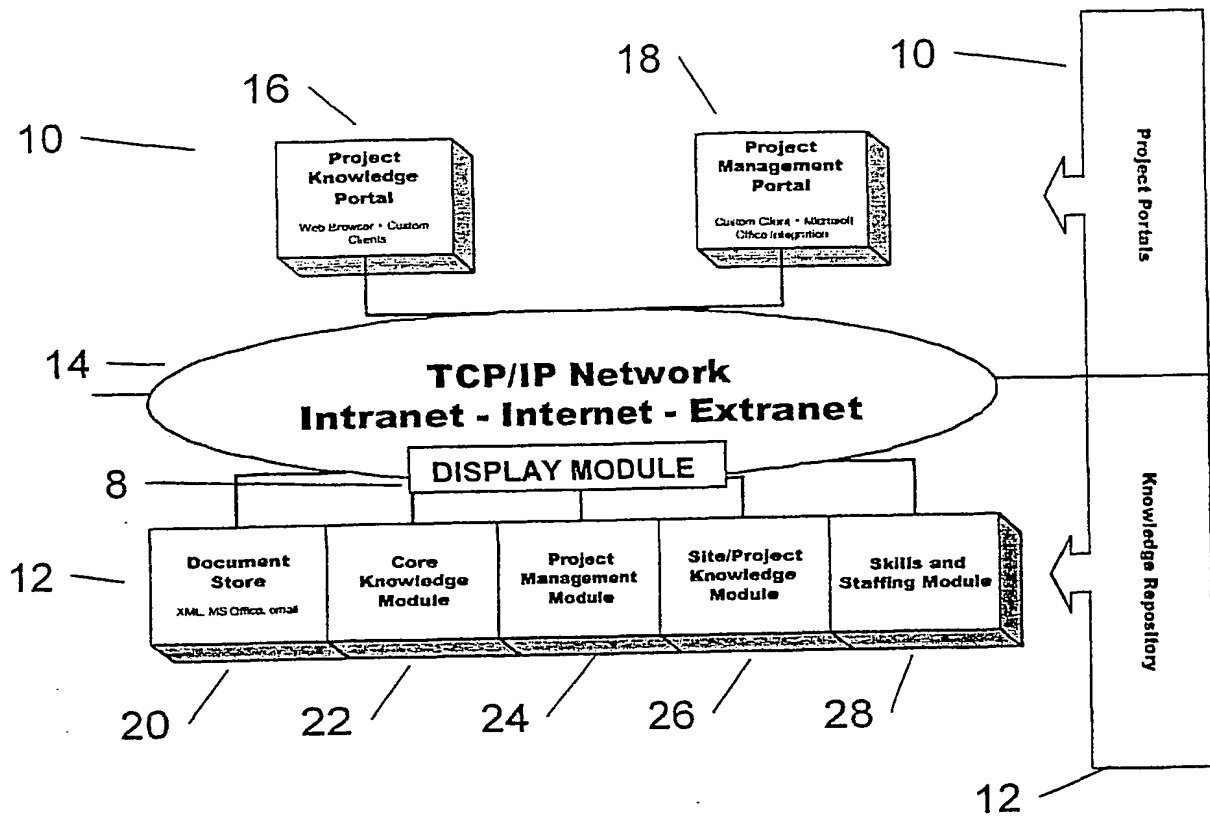 10
18
16
10
Project
Knowledge
Portal
Web Browser • Custom
Clients
Project
Management
Portal
Custom Client • Microsoft
Office Integration
Project Portals
14
TCP/IP Network
Intranet - Internet - Extranet
DISPLAY MODULE
8
12
Document
Store
XML, MS Office, email
Core
Knowledge
Module
Project
Management
Module
Site/Project
Knowledge
Module
Skills and
Staffing Module
Knowledge Repository
20
22
24
26
28
12